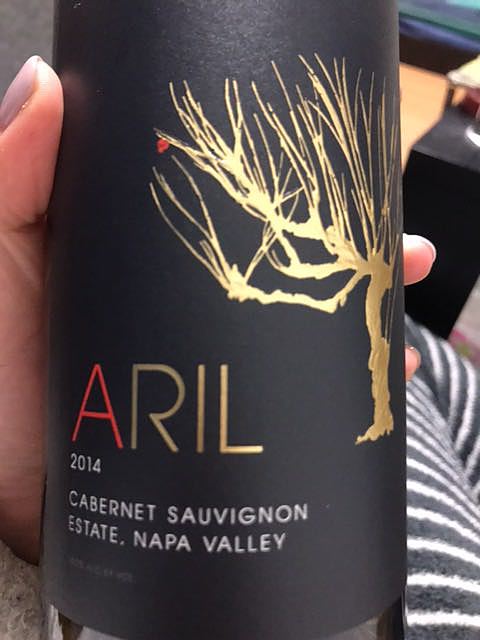 ARIL
2014
CABERNET SAUVIGNON
ESTATE, NAPA VALLEY